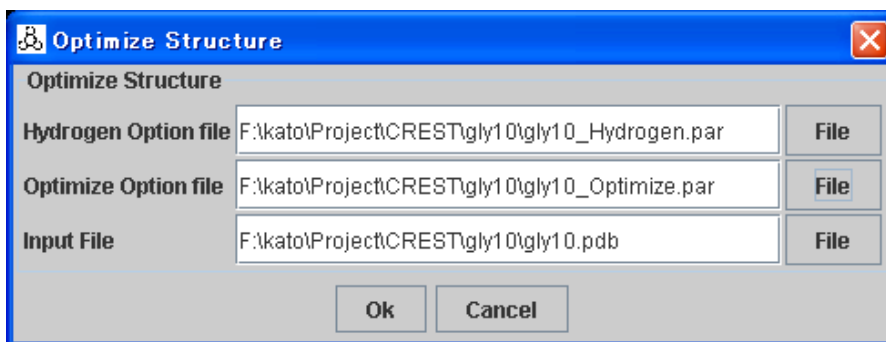 Optimize Structure
Optimize Structure
Hydrogen Option file F:\kato\Project\CREST\gly10\gly10_Hydrogen.par File
Optimize Option file F:\kato\Project\CREST\gly10\gly10_Optimize.par File
Input File F:\kato\Project\CREST\gly10\gly10.pdb File
Ok Cancel